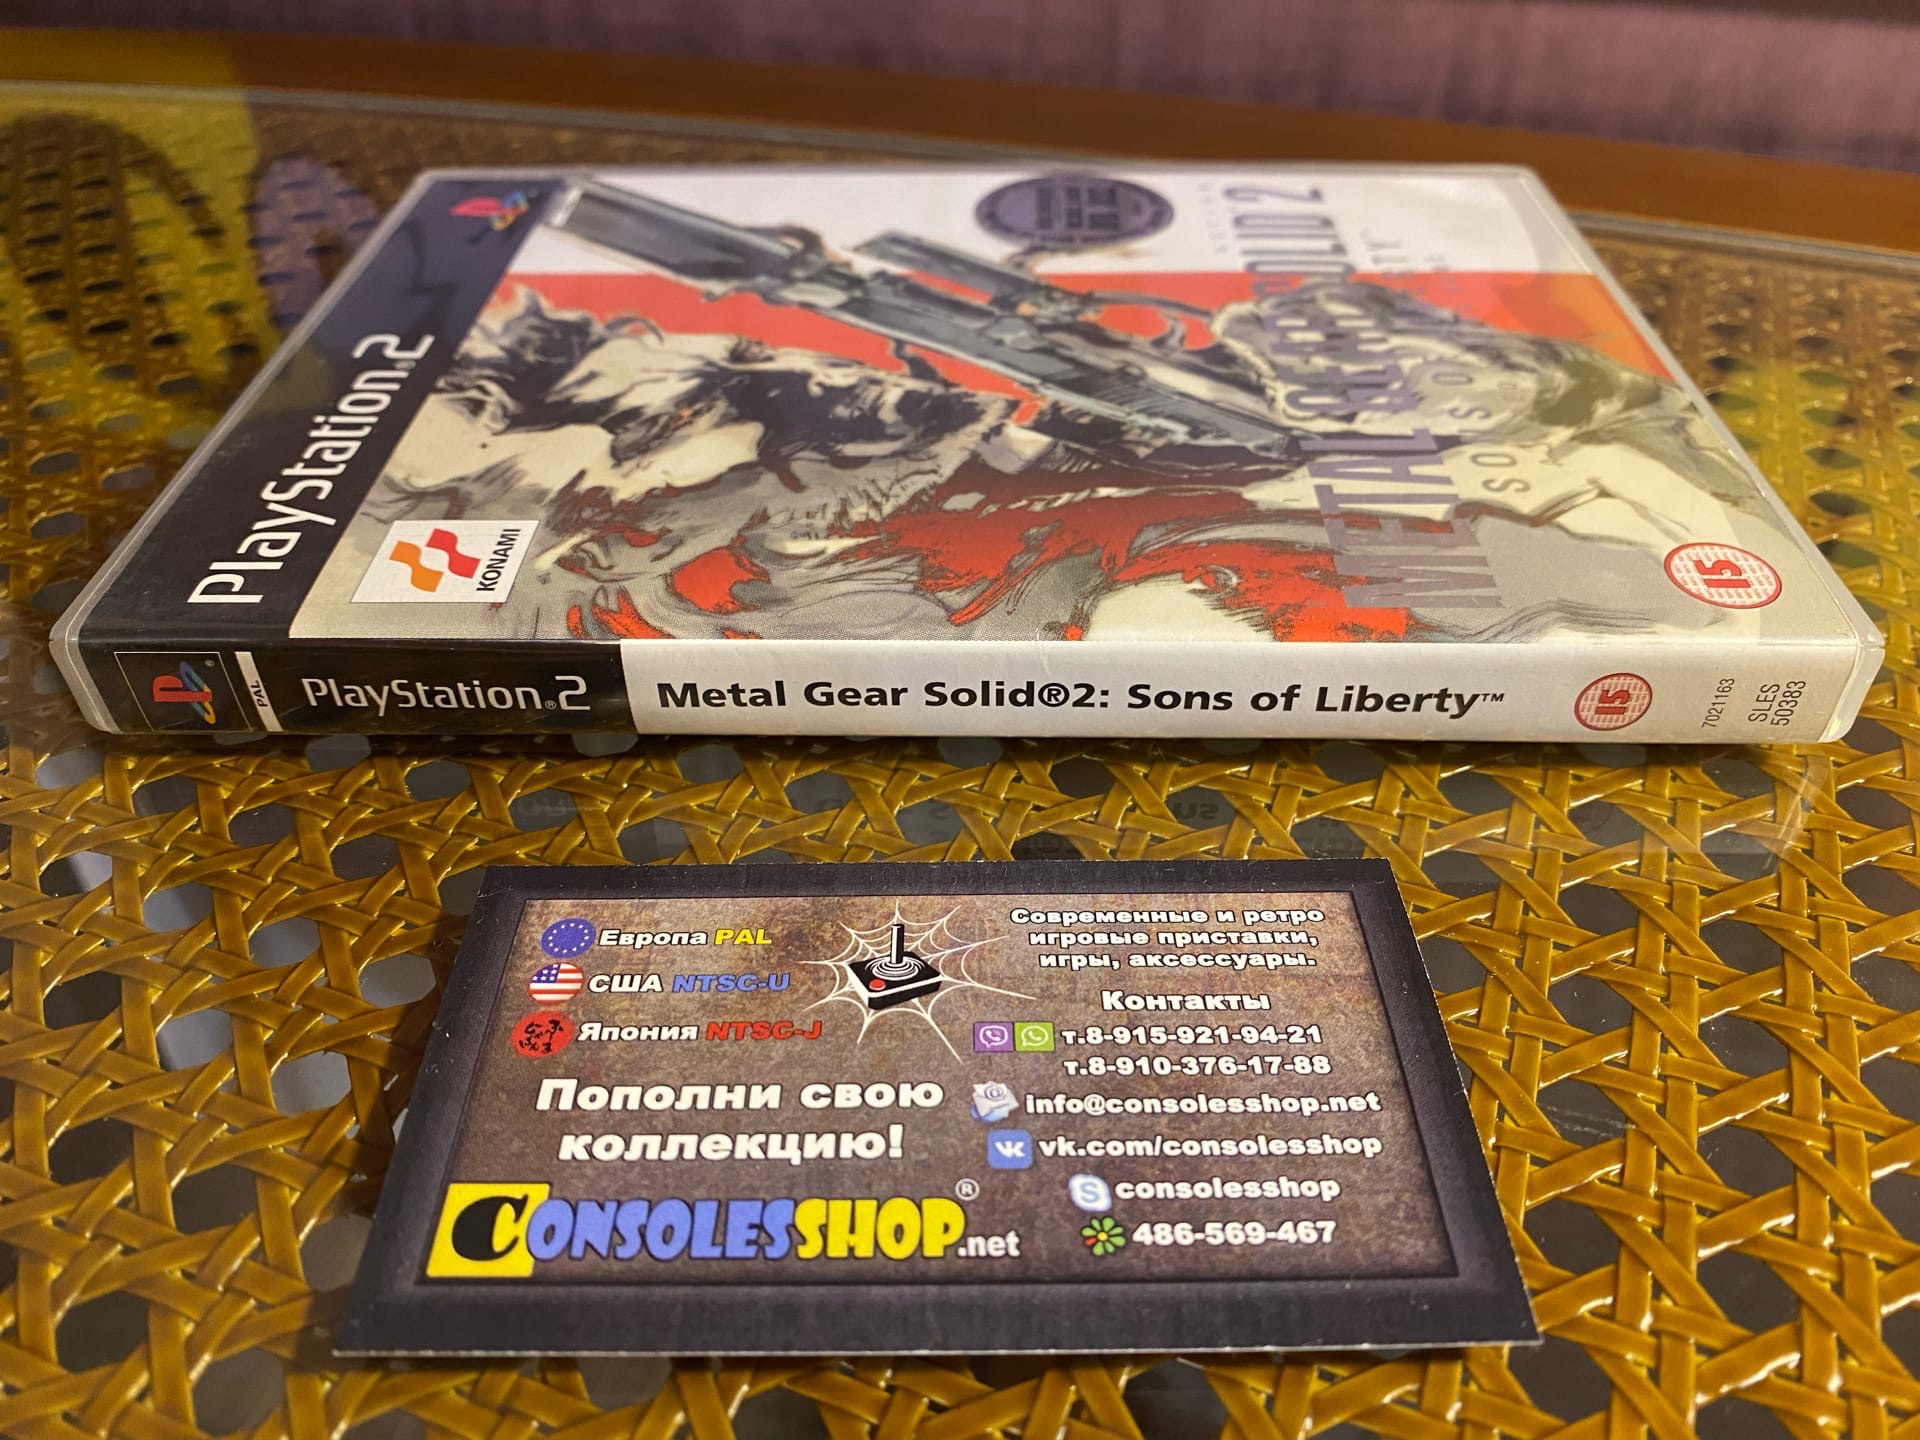 PlayStation®2
KONAMI
METAL GEAR SOLID 2
15
PAL
PlayStation®2
Metal Gear Solid®2: Sons of Liberty™
15
7021163
SLES
50383
Европа PAL
США NTSC-U
Япония NTSC-J
Пополни свою
коллекцию!
CONSOLESSHOP.net®
Современные и ретро
игровые приставки,
игры, аксессуары.
Контакты
т.8-915-921-94-21
т.8-910-376-17-88
info@consolesshop.net
vk.com/consolesshop
consolesshop
486-569-467